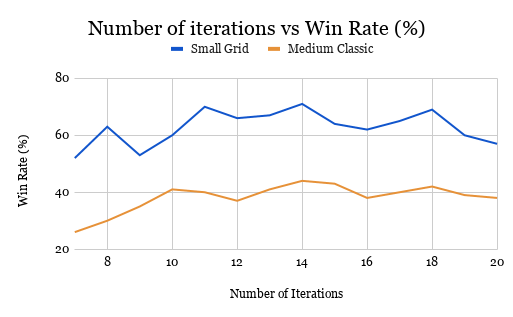 Number of iterations vs Win Rate (%)
Small Grid Medium Classic
80
60
40
20
Win Rate (%)
8 10 12 14 16 18 20
Number of Iterations